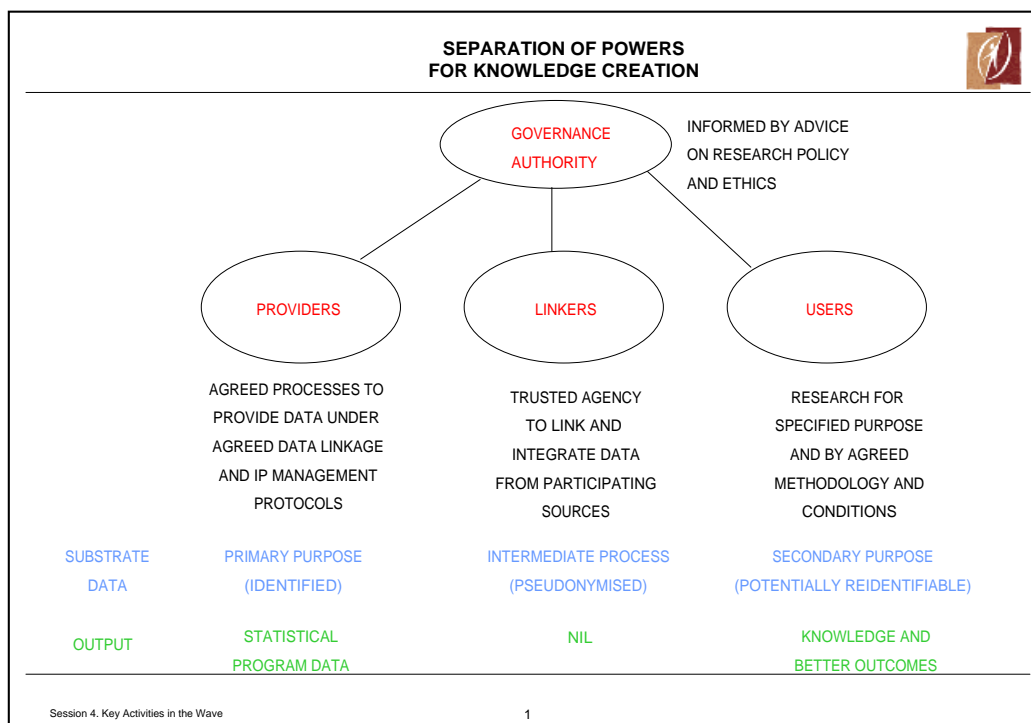 SEPARATION OF POWERS
FOR KNOWLEDGE CREATION
GOVERNANCE
AUTHORITY
INFORMED BY ADVICE
ON RESEARCH POLICY
AND ETHICS
PROVIDERS
LINKERS
USERS
AGREED PROCESSES TO
PROVIDE DATA UNDER
AGREED DATA LINKAGE
AND IP MANAGEMENT
PROTOCOLS
TRUSTED AGENCY
TO LINK AND
INTEGRATE DATA
FROM PARTICIPATING
SOURCES
RESEARCH FOR
SPECIFIED PURPOSE
AND BY AGREED
METHODOLOGY AND
CONDITIONS
SUBSTRATE
DATA
PRIMARY PURPOSE
(IDENTIFIED)
INTERMEDIATE PROCESS
(PSEUDONYMISED)
SECONDARY PURPOSE
(POTENTIALLY REIDENTIFIABLE)
OUTPUT
STATISTICAL
PROGRAM DATA
NIL
KNOWLEDGE AND
BETTER OUTCOMES
Session 4. Key Activities in the Wave
1